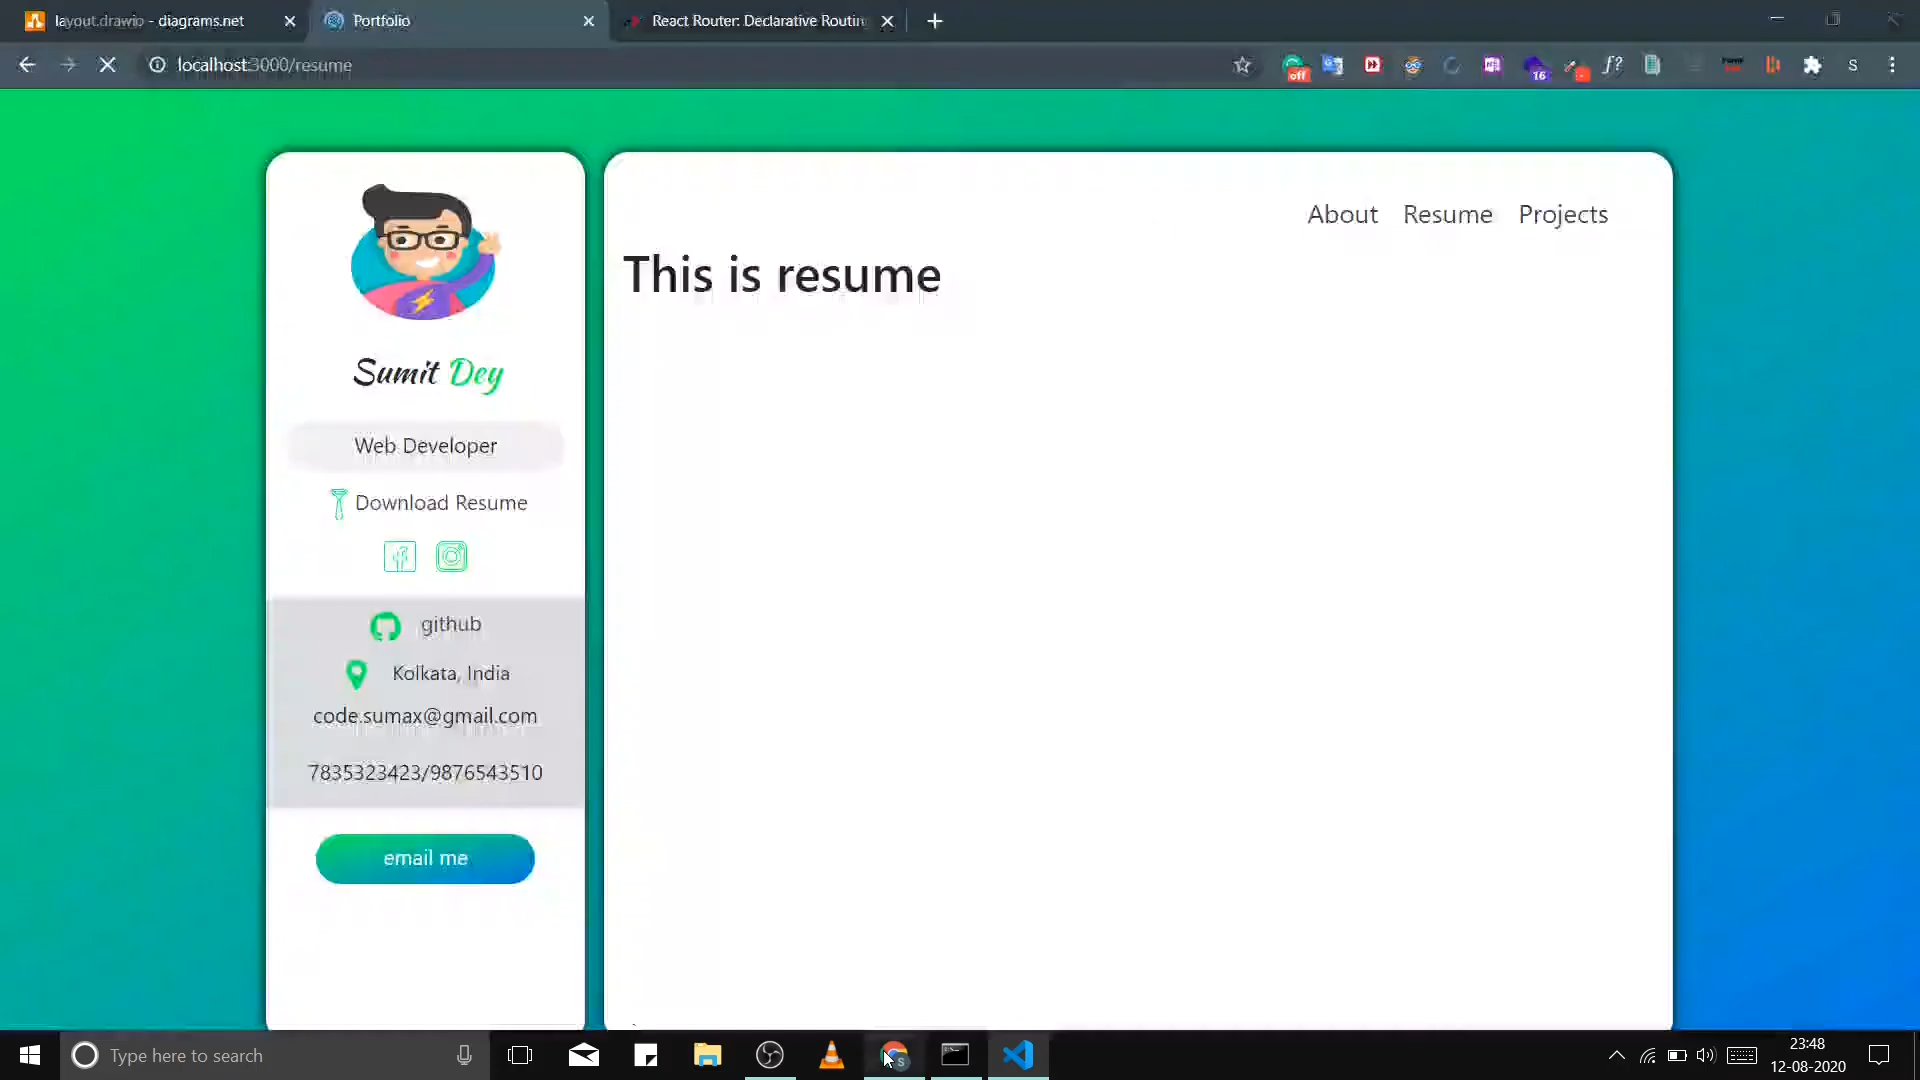 layout.drawio - diagrams.net
Portfolio
React Router: Declarative Routin
localhost:3000/resume
off
16
f?
S
About Resume Projects
This is resume
Sumit Dey
Web Developer
Download Resume
github
Kolkata, India
code.sumax@gmail.com
7835323423/9876543510
email me
Type here to search
S
23:48
12-08-2020